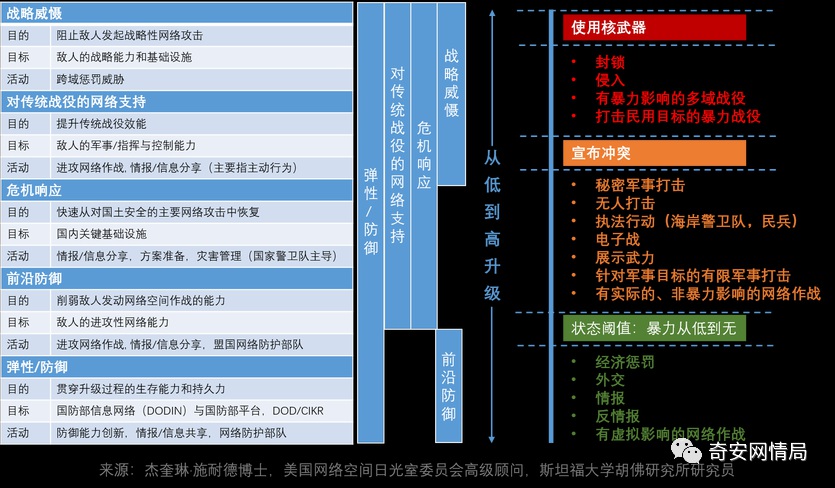 战略威慑
目的 阻止敌人发起战略性网络攻击
目标 敌人的战略能力和基础设施
活动 跨域惩罚威胁
对传统战役的网络支持
目的 提升传统战役效能
目标 敌人的军事/指挥与控制能力
活动 进攻网络作战, 情报/信息分享（主要指主动行为）
危机响应
目的 快速从对国土安全的主要网络攻击中恢复
目标 国内关键基础设施
活动 情报/信息分享，方案准备，灾害管理（国家警卫队主导）
前沿防御
目的 削弱敌人发动网络空间作战的能力
目标 敌人的进攻性网络能力
活动 进攻网络作战, 情报/信息分享，盟国网络防护部队
弹性/防御
目的 贯穿升级过程的生存能力和持久力
目标 国防部信息网络（DODIN）与国防部平台，DOD/CIKR
活动 防御能力创新，情报/信息共享，网络防护部队
弹性/防御
对传统战役的网络支持
危机响应
战略威慑
前沿防御
从低到高升级
使用核武器
• 封锁
• 侵入
• 有暴力影响的多域战役
• 打击民用目标的暴力战役
宣布冲突
• 秘密军事打击
• 无人打击
• 执法行动（海岸警卫队，民兵）
• 电子战
• 展示武力
• 针对军事目标的有限军事打击
• 有实际的、非暴力影响的网络作战
状态阈值：暴力从低到无
• 经济惩罚
• 外交
• 情报
• 反情报
• 有虚拟影响的网络作战
奇安网情局
来源：杰奎琳·施耐德博士，美国网络空间日光室委员会高级顾问，斯坦福大学胡佛研究所研究员